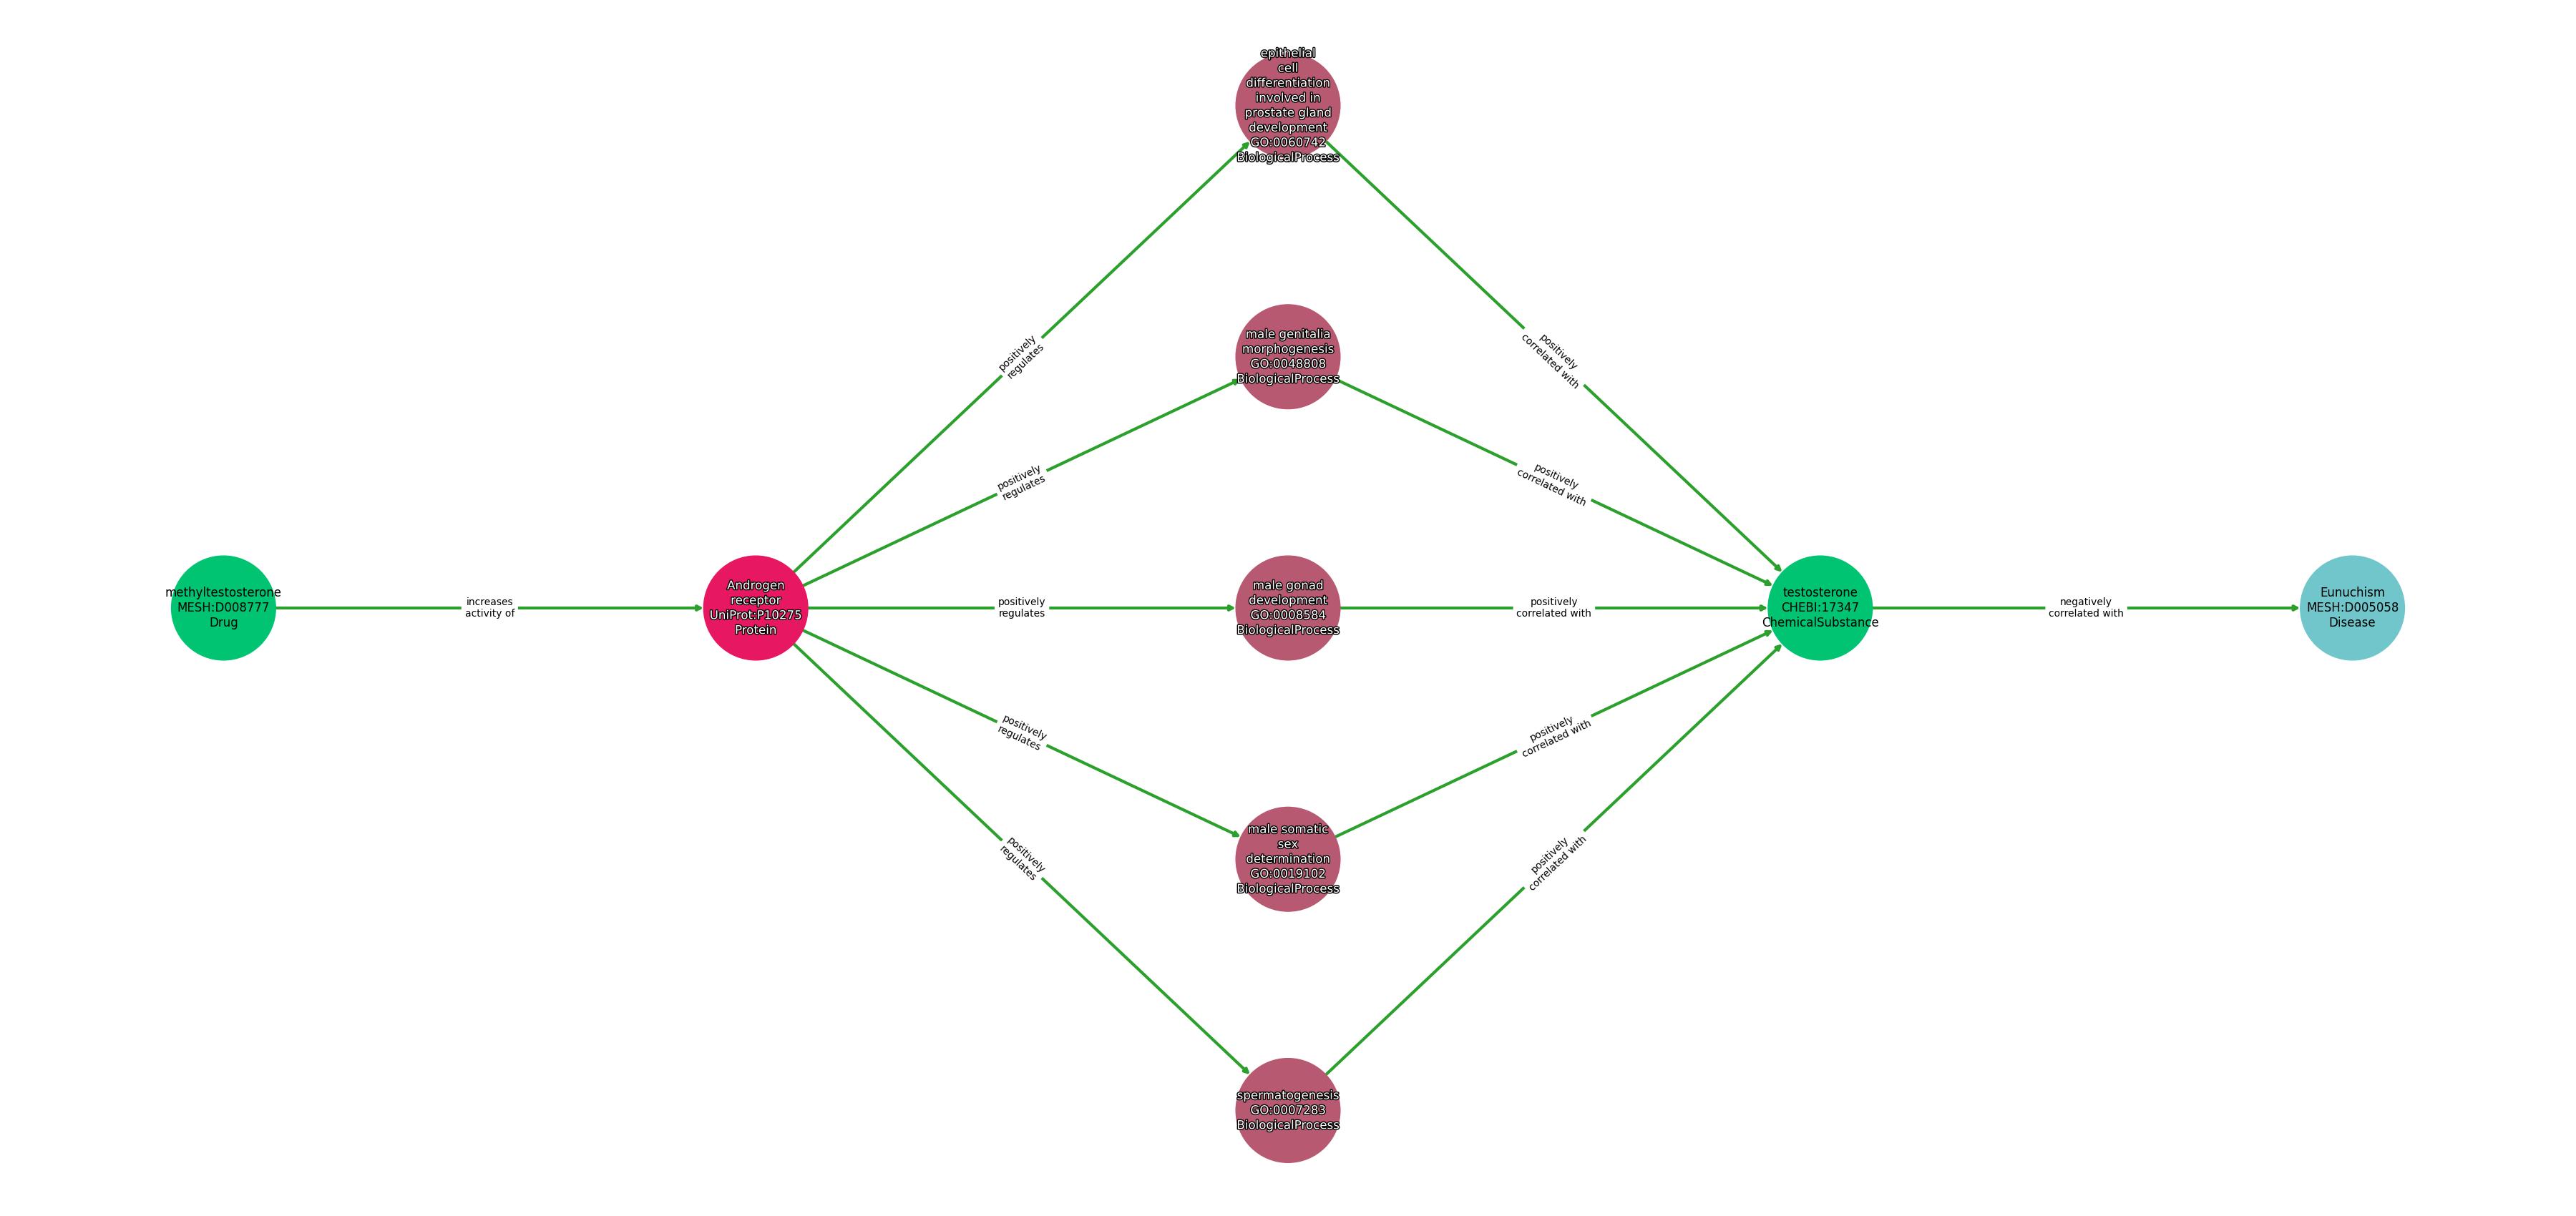 epithelial
cell
differentiation
involved in
prostate gland
development
GO:0060742
BiologicalProcess
positively
regulates
positively
correlated with
male genitalia
morphogenesis
GO:0048808
BiologicalProcess
positively
regulates
positively
correlated with
methyltestosterone
MESH:D008777
Drug
increases
activity of
Androgen
receptor
UniProt:P10275
Protein
positively
regulates
male gonad
development
GO:0008584
BiologicalProcess
positively
correlated with
testosterone
CHEBI:17347
ChemicalSubstance
negatively
correlated with
Eunuchism
MESH:D005058
Disease
positively
regulates
positively
correlated with
male somatic
sex
determination
GO:0019102
BiologicalProcess
positively
regulates
positively
correlated with
spermatogenesis
GO:0007283
BiologicalProcess